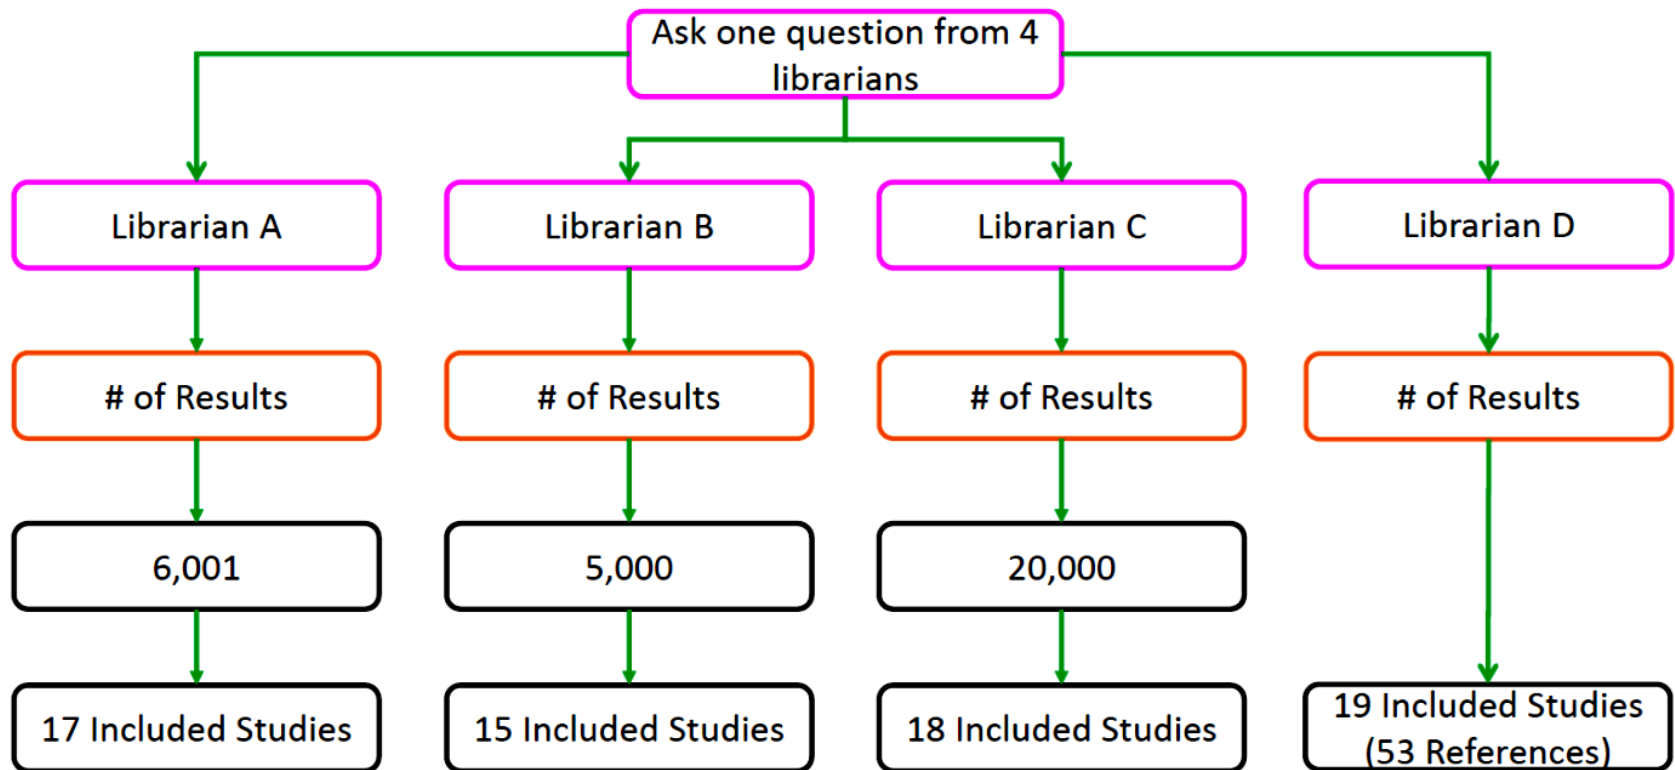 Ask one question from 4
librarians
Librarian A
Librarian B
Librarian C
Librarian D
# of Results
# of Results
# of Results
# of Results
6,001
5,000
20,000
17 Included Studies
15 Included Studies
18 Included Studies
19 Included Studies
(53 References)